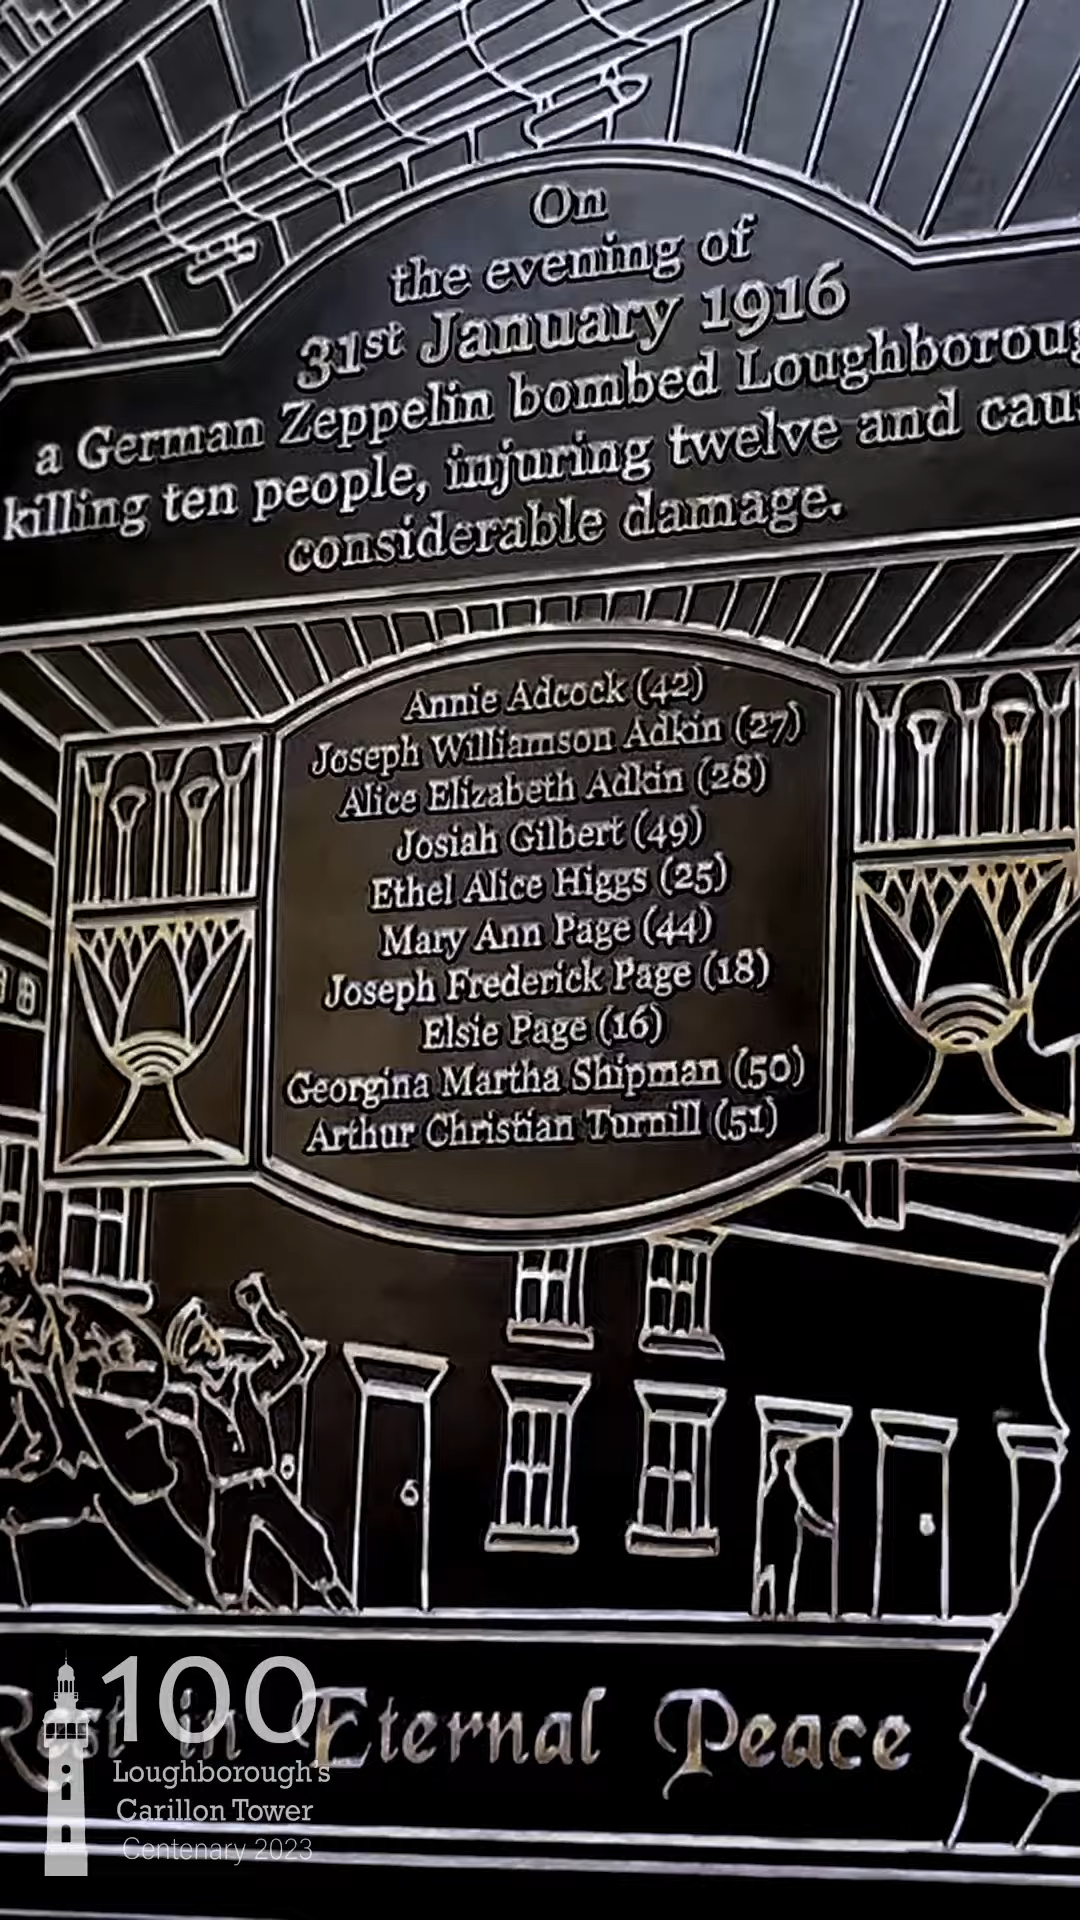 On
the evening of
31st January 1916
a German Zeppelin bombed Loughboroug
killing ten people, injuring twelve and cau
considerable damage.
Annie Adcock (42)
Joseph Williamson Adkin (27)
Alice Elizabeth Adkin (28)
Josiah Gilbert (49)
Ethel Alice Higgs (25)
Mary Ann Page (44)
Joseph Frederick Page (18)
Elsie Page (16)
Georgina Martha Shipman (50)
Arthur Christian Turnill (51)
Rest in Eternal Peace
100
Loughborough's
Carillon Tower
Centenary 2023